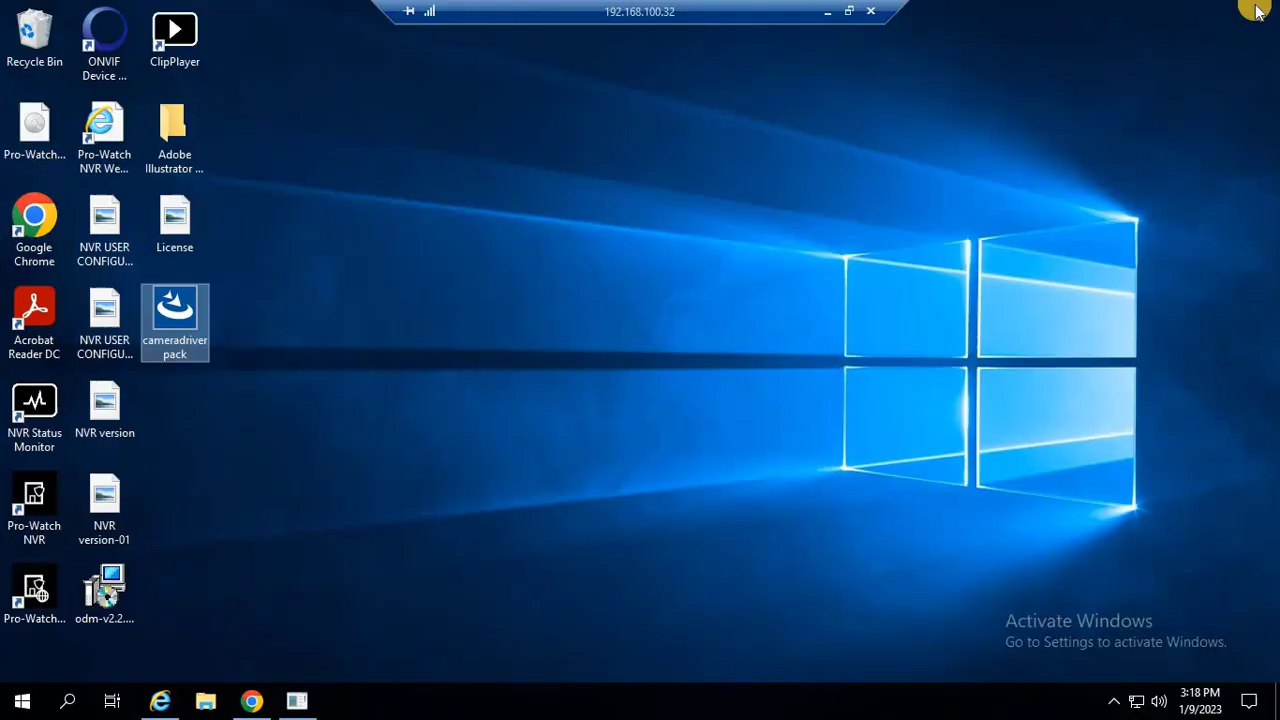 192.168.100.32
Recycle Bin
ONVIF
Device ...
ClipPlayer
Pro-Watch...
Pro-Watch
NVR We...
Adobe
Illustrator ...
Google
Chrome
NVR USER
CONFIGU...
License
Acrobat
Reader DC
NVR USER
CONFIGU...
cameradriver
pack
NVR Status
Monitor
NVR version
Pro-Watch
NVR
NVR
version-01
Pro-Watch...
odm-v2.2....
Activate Windows
Go to Settings to activate Windows.
3:18 PM
1/9/2023